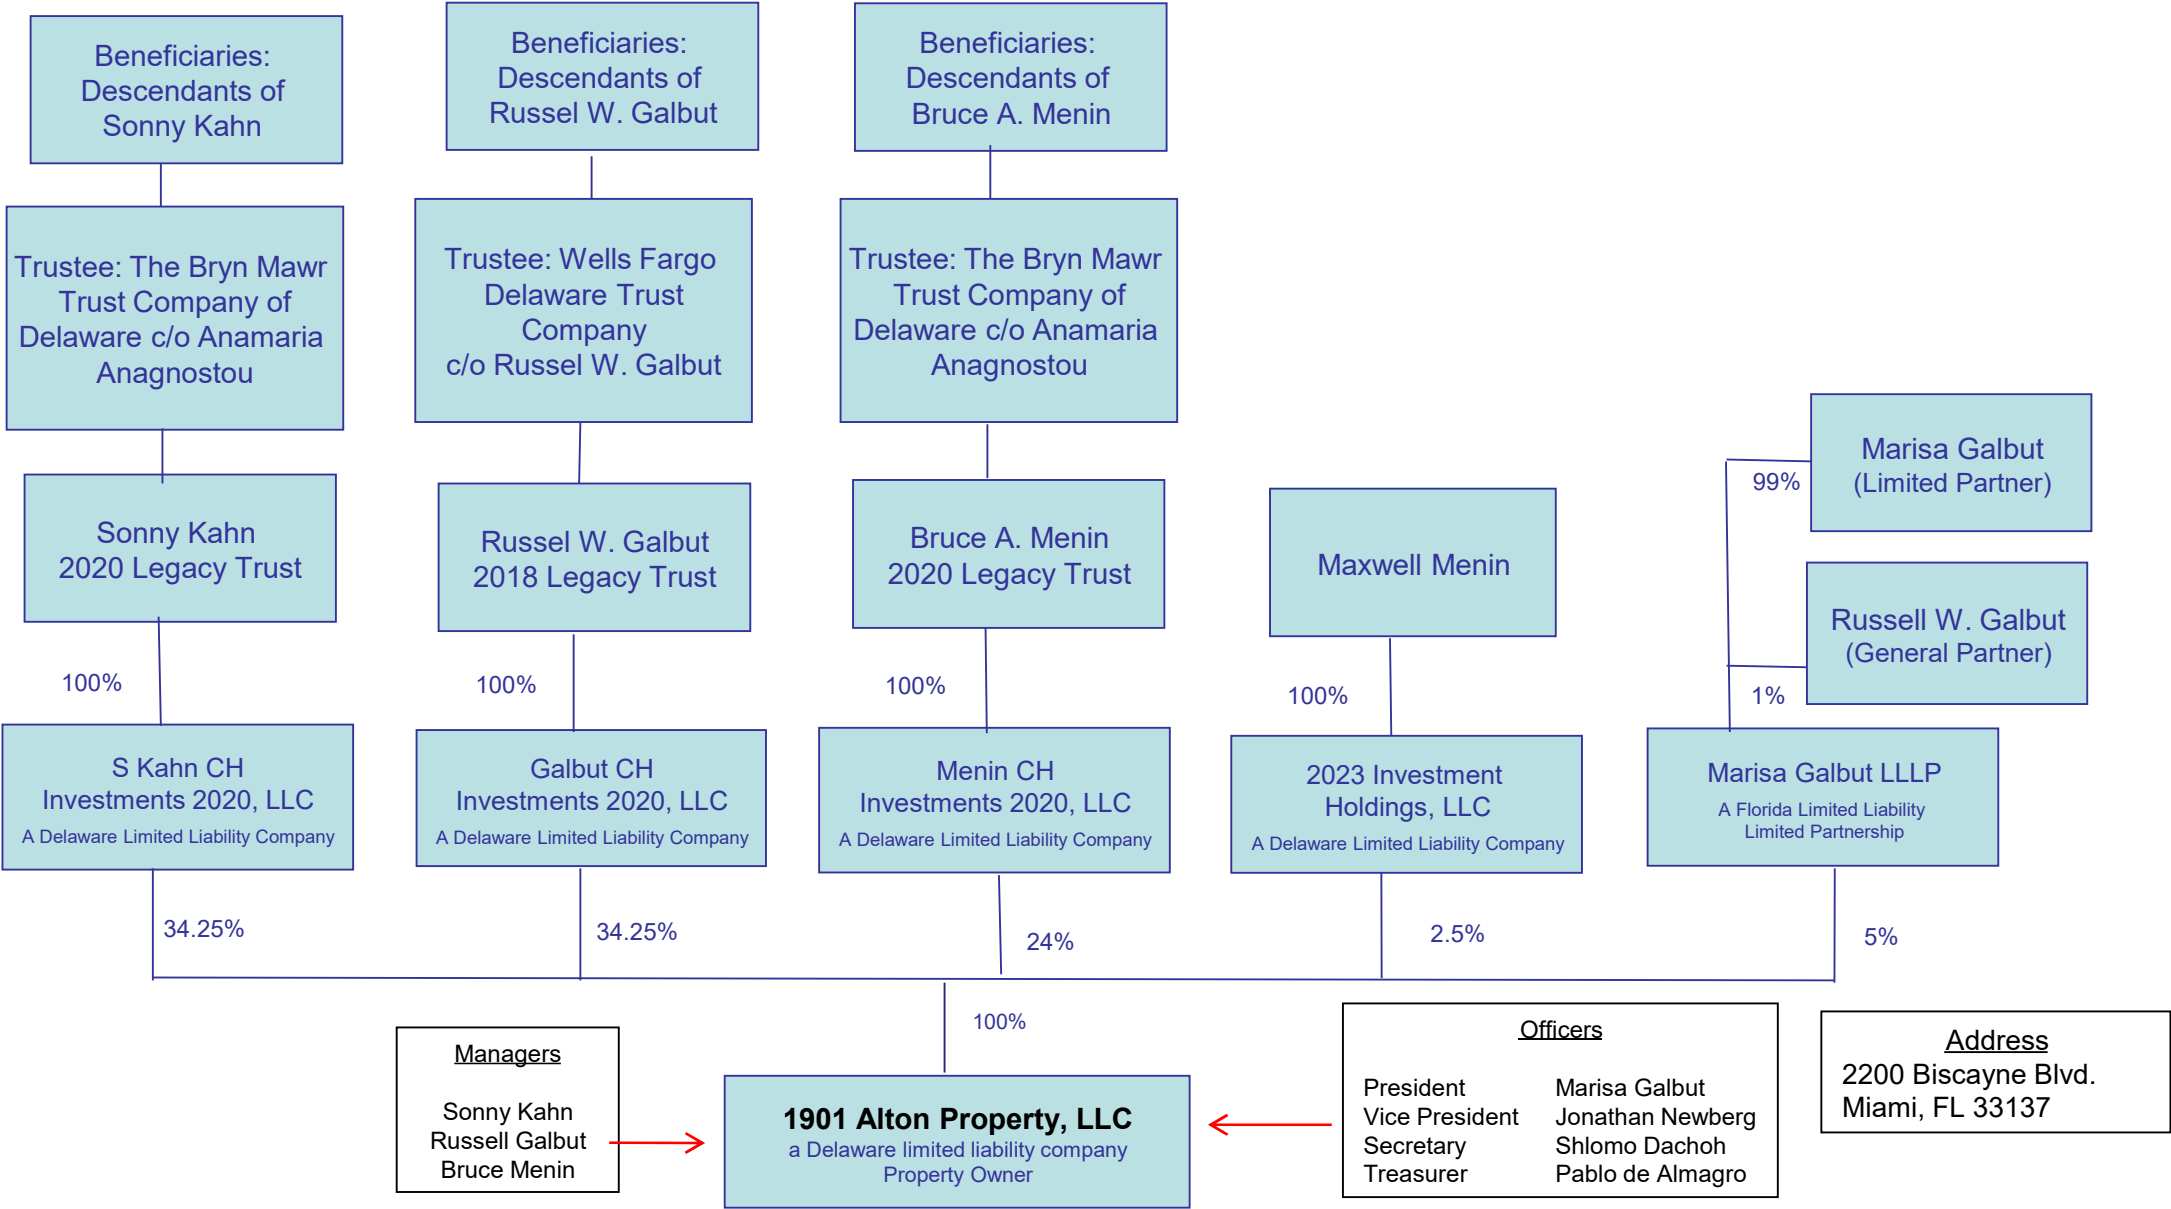 Beneficiaries:
Descendants of
Sonny Kahn
Beneficiaries:
Descendants of
Russel W. Galbut
Beneficiaries:
Descendants of
Bruce A. Menin
Trustee: The Bryn Mawr
Trust Company of
Delaware c/o Anamaria
Anagnostou
Trustee: Wells Fargo
Delaware Trust
Company
c/o Russel W. Galbut
Trustee: The Bryn Mawr
Trust Company of
Delaware c/o Anamaria
Anagnostou
Sonny Kahn
2020 Legacy Trust
Russel W. Galbut
2018 Legacy Trust
Bruce A. Menin
2020 Legacy Trust
Maxwell Menin
Marisa Galbut
(Limited Partner)
99%
Russell W. Galbut
(General Partner)
1%
100%
100%
100%
100%
S Kahn CH
Investments 2020, LLC
A Delaware Limited Liability Company
Galbut CH
Investments 2020, LLC
A Delaware Limited Liability Company
Menin CH
Investments 2020, LLC
A Delaware Limited Liability Company
2023 Investment
Holdings, LLC
A Delaware Limited Liability Company
Marisa Galbut LLLP
A Florida Limited Liability
Limited Partnership
34.25%
34.25%
24%
2.5%
5%
100%
Managers
Sonny Kahn
Russell Galbut
Bruce Menin
1901 Alton Property, LLC
a Delaware limited liability company
Property Owner
Officers
President Marisa Galbut
Vice President Jonathan Newberg
Secretary Shlomo Dachoh
Treasurer Pablo de Almagro
Address
2200 Biscayne Blvd.
Miami, FL 33137